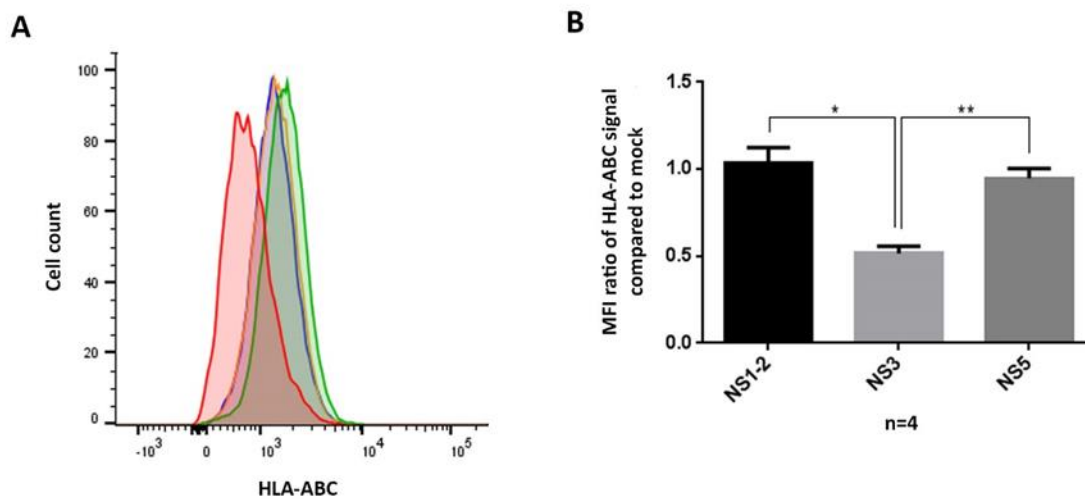 A
Cell count
100
80
60
40
20
0
-10³
0
10³
10⁴
10⁵
HLA-ABC
B
MFI ratio of HLA-ABC signal
compared to mock
1.5
1.0
0.5
0.0
*
**
NS1-2
NS3
NS5
n=4